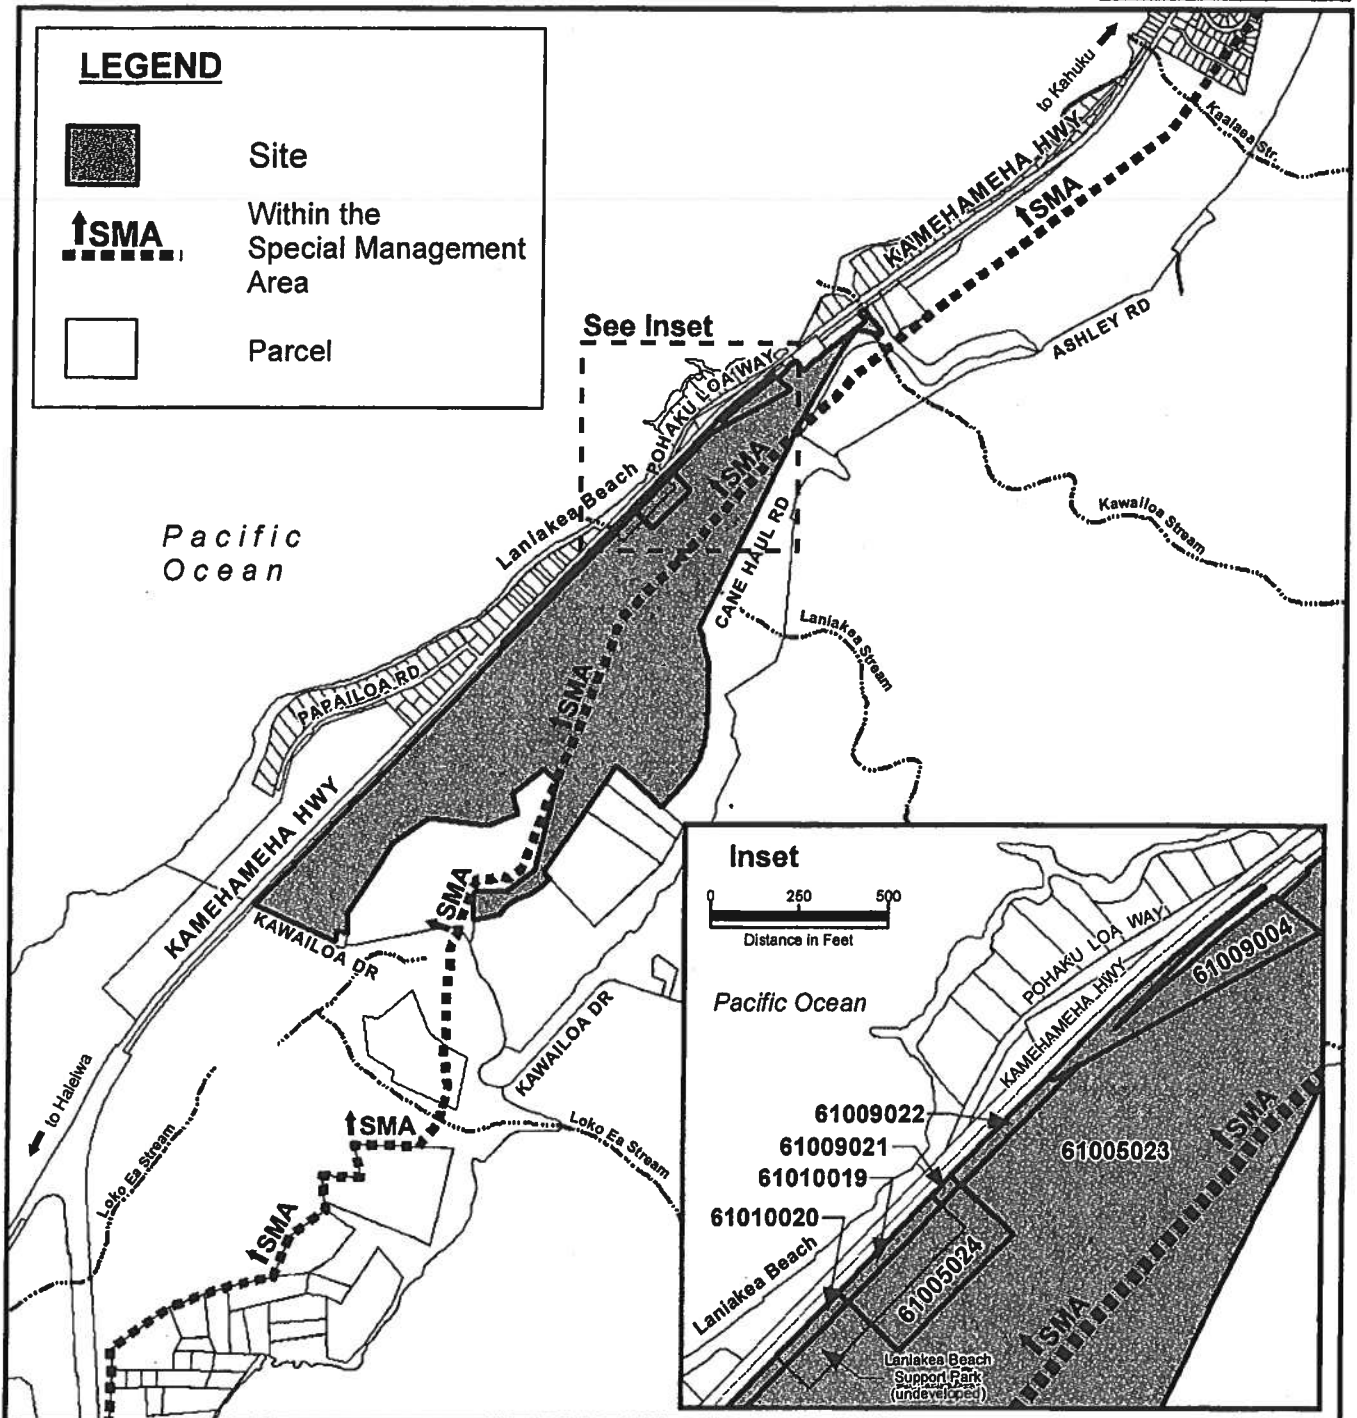 LEGEND
Site
SMA
Within the
Special Management
Area
Parcel
to Kahuku
Kaalaea Str.
KAMEHAMEHA HWY
SMA
ASHLEY RD
See Inset
POHAKU LOA WAY
SMA
Laniakea Beach
Kawailoa Stream
Pacific
Ocean
CANE HAUL RD
Laniakea Stream
SMA
PAPAILOA RD
KAMEHAMEHA HWY
SMA
KAWAILOA DR
KAWAILOA DR
to Haleiwa
Loko Ea Stream
SMA
Loko Ea Stream
SMA
Inset
0 250 500
Distance in Feet
Pacific Ocean
POHAKU LOA WAY
KAMEHAMEHA HWY
61009004
61009022
61009021
61010019
61010020
61005023
SMA
61005024
Laniakea Beach
SMA
Laniakea Beach
Support Park
(undeveloped)